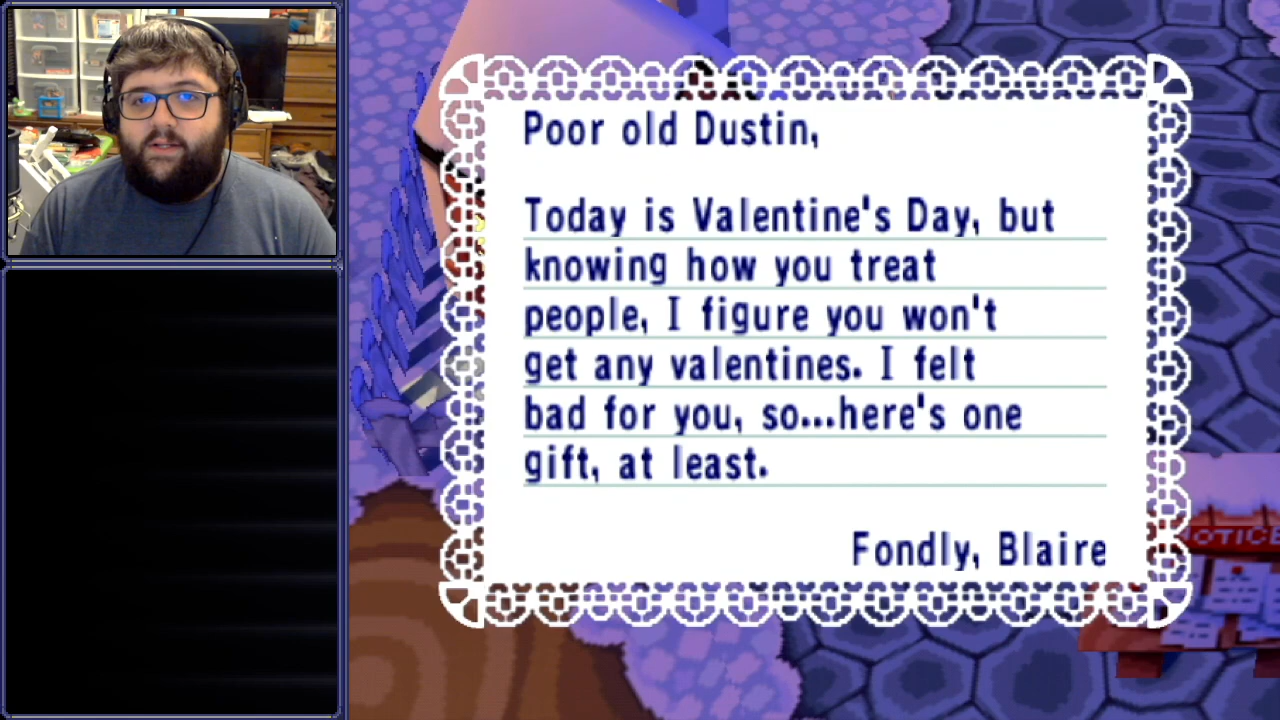 Poor old Dustin,
Today is Valentine's Day, but
knowing how you treat
people, I figure you won't
get any valentines. I felt
bad for you, so...here's one
gift, at least.
Fondly, Blaire
NOTICE